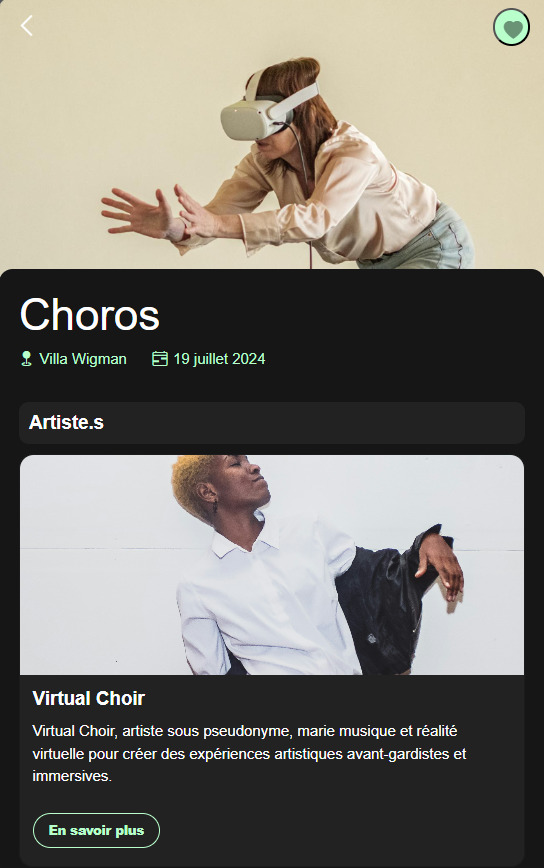 Choros
Villa Wigman 19 juillet 2024
Artiste.s
Virtual Choir
Virtual Choir, artiste sous pseudonyme, marie musique et réalité
virtuelle pour créer des expériences artistiques avant-gardistes et
immersives.
En savoir plus